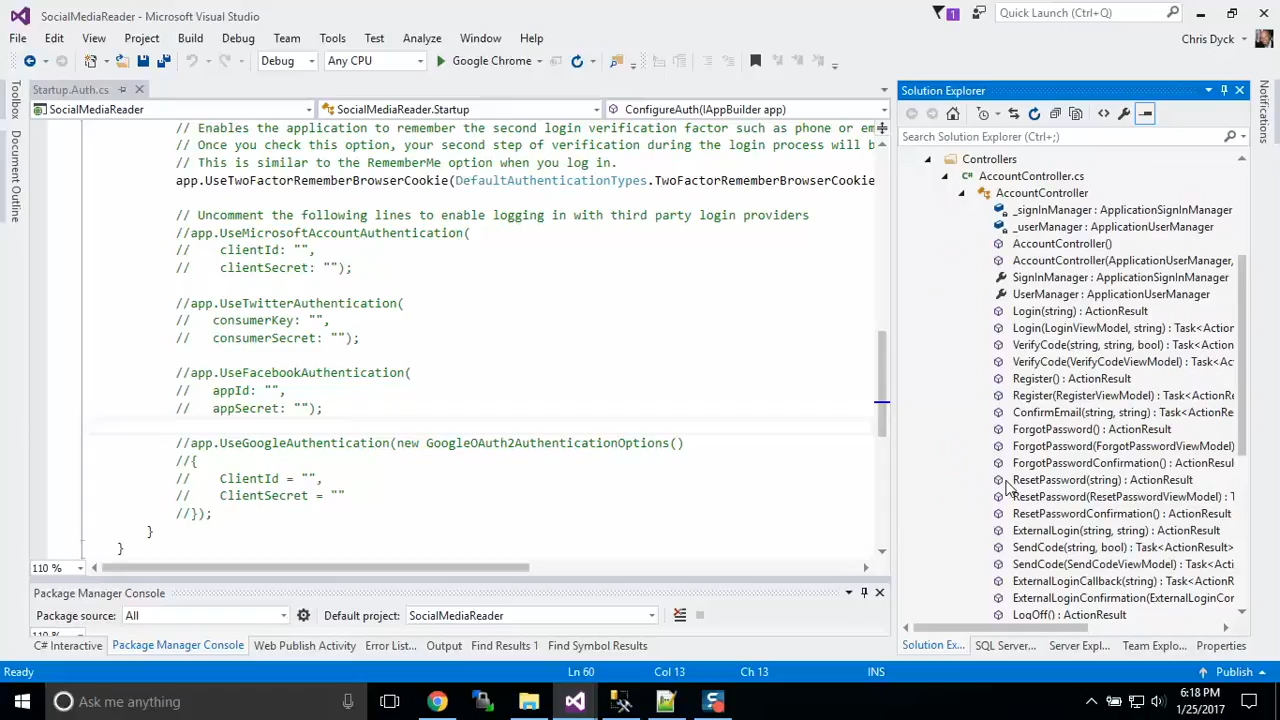 SocialMediaReader - Microsoft Visual Studio
1
Quick Launch (Ctrl+Q)
File Edit View Project Build Debug Team Tools Test Analyze Window Help
Chris Dyck
Debug Any CPU Google Chrome
Toolbox
Document Outline
Startup.Auth.cs
SocialMediaReader SocialMediaReader.Startup ConfigureAuth(IAppBuilder app)
// Enables the application to remember the second login verification factor such as phone or em
// Once you check this option, your second step of verification during the login process will b
// This is similar to the RememberMe option when you log in.
app.UseTwoFactorRememberBrowserCookie(DefaultAuthenticationTypes.TwoFactorRememberBrowserCookie
// Uncomment the following lines to enable logging in with third party login providers
//app.UseMicrosoftAccountAuthentication(
// clientId: "",
// clientSecret: "");
//app.UseTwitterAuthentication(
// consumerKey: "",
// consumerSecret: "");
//app.UseFacebookAuthentication(
// appId: "",
// appSecret: "");
//app.UseGoogleAuthentication(new GoogleOAuth2AuthenticationOptions()
//{
// ClientId = "",
// ClientSecret = ""
//});
}
}
110 %
Package Manager Console
Package source: All Default project: SocialMediaReader
110 %
C# Interactive Package Manager Console Web Publish Activity Error List... Output Find Results 1 Find Symbol Results
Solution Explorer
Search Solution Explorer (Ctrl+;)
Controllers
C# AccountController.cs
AccountController
_signInManager : ApplicationSignInManager
_userManager : ApplicationUserManager
AccountController()
AccountController(ApplicationUserManager,
SignInManager : ApplicationSignInManager
UserManager : ApplicationUserManager
Login(string) : ActionResult
Login(LoginViewModel, string) : Task<Action
VerifyCode(string, string, bool) : Task<Action
VerifyCode(VerifyCodeViewModel) : Task<Ac
Register() : ActionResult
Register(RegisterViewModel) : Task<ActionRe
ConfirmEmail(string, string) : Task<ActionRe
ForgotPassword() : ActionResult
ForgotPassword(ForgotPasswordViewModel)
ForgotPasswordConfirmation() : ActionResul
ResetPassword(string) : ActionResult
ResetPassword(ResetPasswordViewModel) : T
ResetPasswordConfirmation() : ActionResult
ExternalLogin(string, string) : ActionResult
SendCode(string, bool) : Task<ActionResult>
SendCode(SendCodeViewModel) : Task<Acti
ExternalLoginCallback(string) : Task<ActionR
ExternalLoginConfirmation(ExternalLoginCor
LogOff() : ActionResult
Solution Ex... SQL Server... Server Expl... Team Explo... Properties
Notifications
Ready Ln 60 Col 13 Ch 13 INS Publish
Ask me anything
6:18 PM
1/25/2017